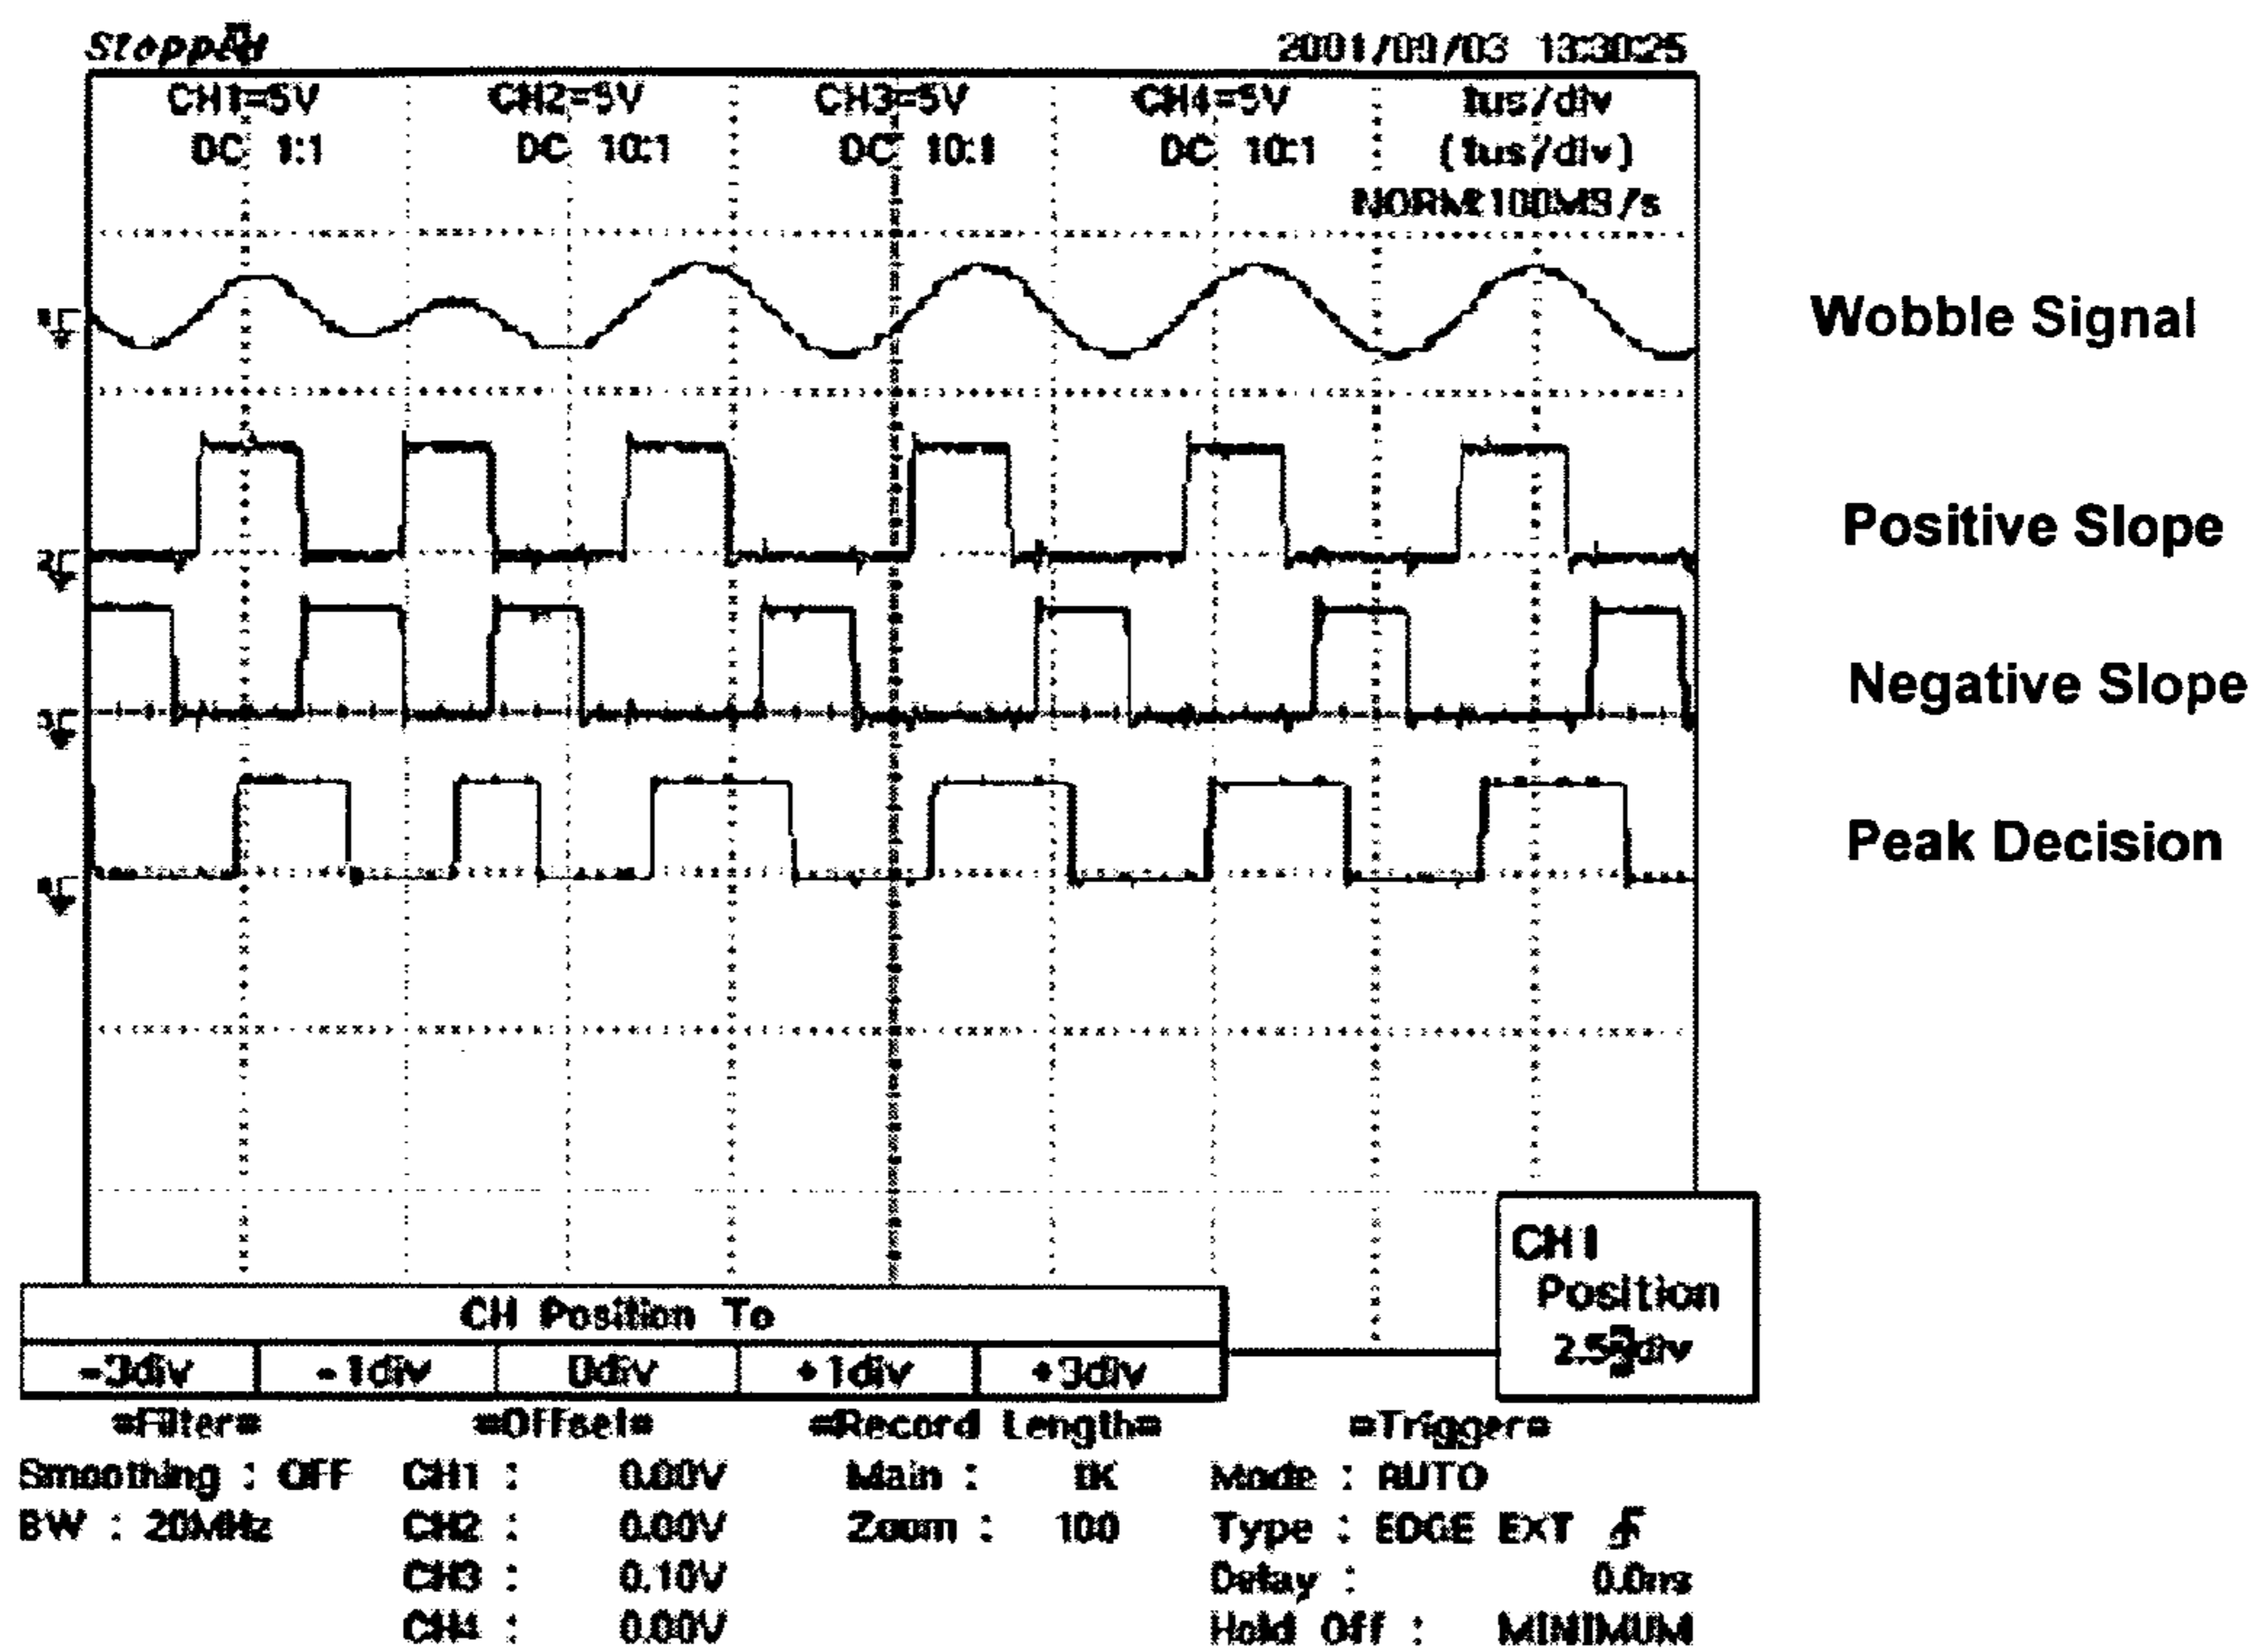 Stopped 2001/09/03 13:30:25
CH1=5V CH2=5V CH3=5V CH4=5V 1us/div
DC 1:1 DC 10:1 DC 10:1 DC 10:1 (1us/div)
NORM:100MS/s
Wobble Signal
Positive Slope
Negative Slope
Peak Decision
CH1
Position
CH Position To
-3div -1div 0div +1div +3div
=Filter= =Offset= =Record Length= =Trigger=
Smoothing : OFF CH1 : 0.00V Main : 1K Mode : AUTO
BW : 20MHz CH2 : 0.00V Zoom : 100 Type : EDGE EXT
CH3 : 0.10V Delay : 0.0ns
CH4 : 0.00V Hold Off : MINIMUM